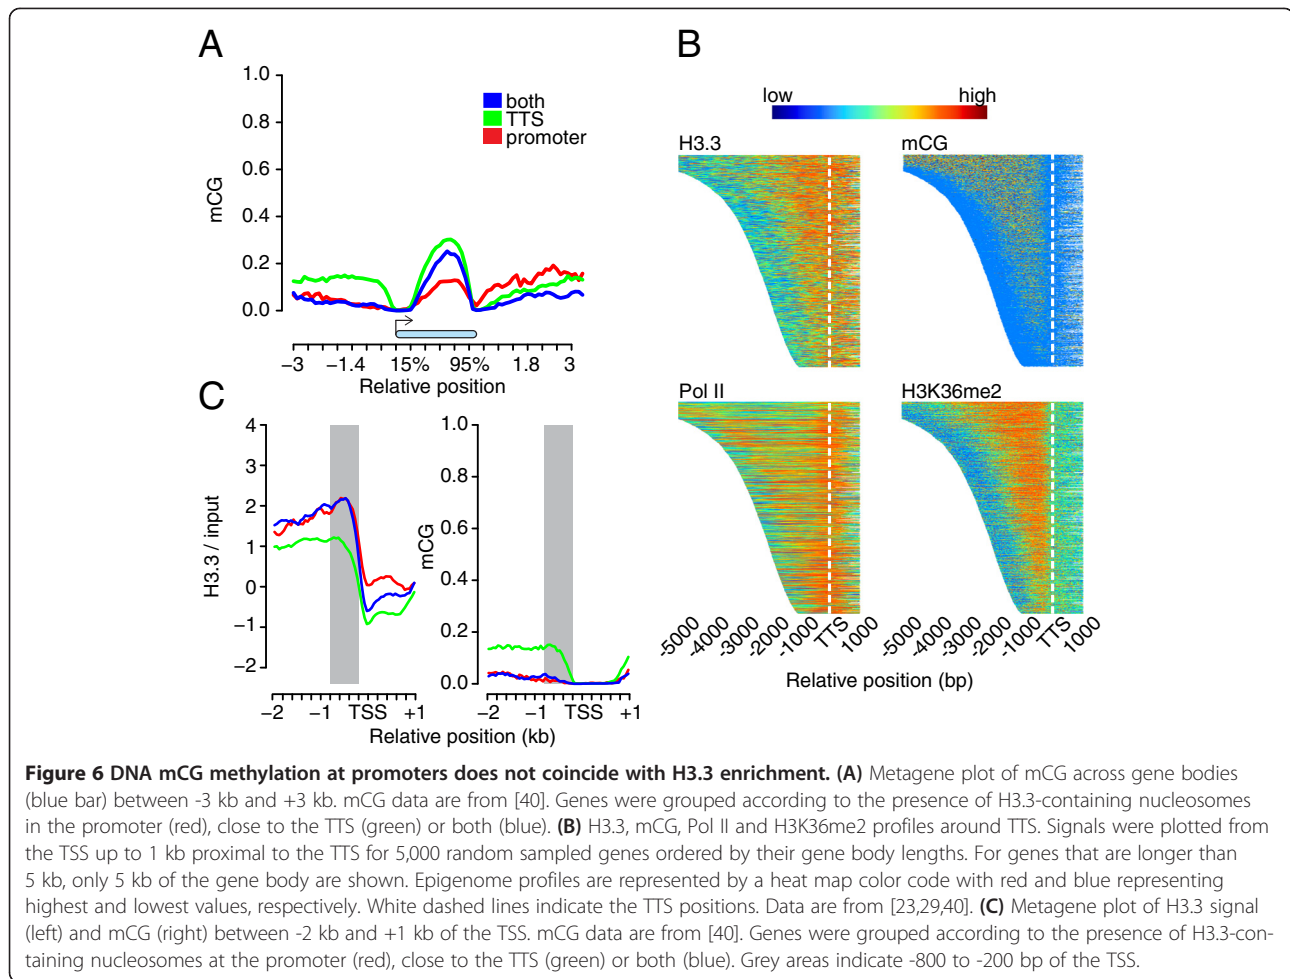 A
1.0
0.8
0.6
0.4
0.2
0.0
mCG
both
TTS
promoter
−3 −1.4 15% 95% 1.8 3
Relative position
B
low high
H3.3 mCG
Pol II H3K36me2
-5000 -4000 -3000 -2000 -1000 TTS 1000
-5000 -4000 -3000 -2000 -1000 TTS 1000
Relative position (bp)
C
4
3
2
1
0
−1
−2
H3.3 / input
−2 −1 TSS +1
1.0
0.8
0.6
0.4
0.2
0.0
mCG
−2 −1 TSS +1
Relative position (kb)
Figure 6 DNA mCG methylation at promoters does not coincide with H3.3 enrichment. (A) Metagene plot of mCG across gene bodies
(blue bar) between -3 kb and +3 kb. mCG data are from [40]. Genes were grouped according to the presence of H3.3-containing nucleosomes
in the promoter (red), close to the TTS (green) or both (blue). (B) H3.3, mCG, Pol II and H3K36me2 profiles around TTS. Signals were plotted from
the TSS up to 1 kb proximal to the TTS for 5,000 random sampled genes ordered by their gene body lengths. For genes that are longer than
5 kb, only 5 kb of the gene body are shown. Epigenome profiles are represented by a heat map color code with red and blue representing
highest and lowest values, respectively. White dashed lines indicate the TTS positions. Data are from [23,29,40]. (C) Metagene plot of H3.3 signal
(left) and mCG (right) between -2 kb and +1 kb of the TSS. mCG data are from [40]. Genes were grouped according to the presence of H3.3-con-
taining nucleosomes at the promoter (red), close to the TTS (green) or both (blue). Grey areas indicate -800 to -200 bp of the TSS.